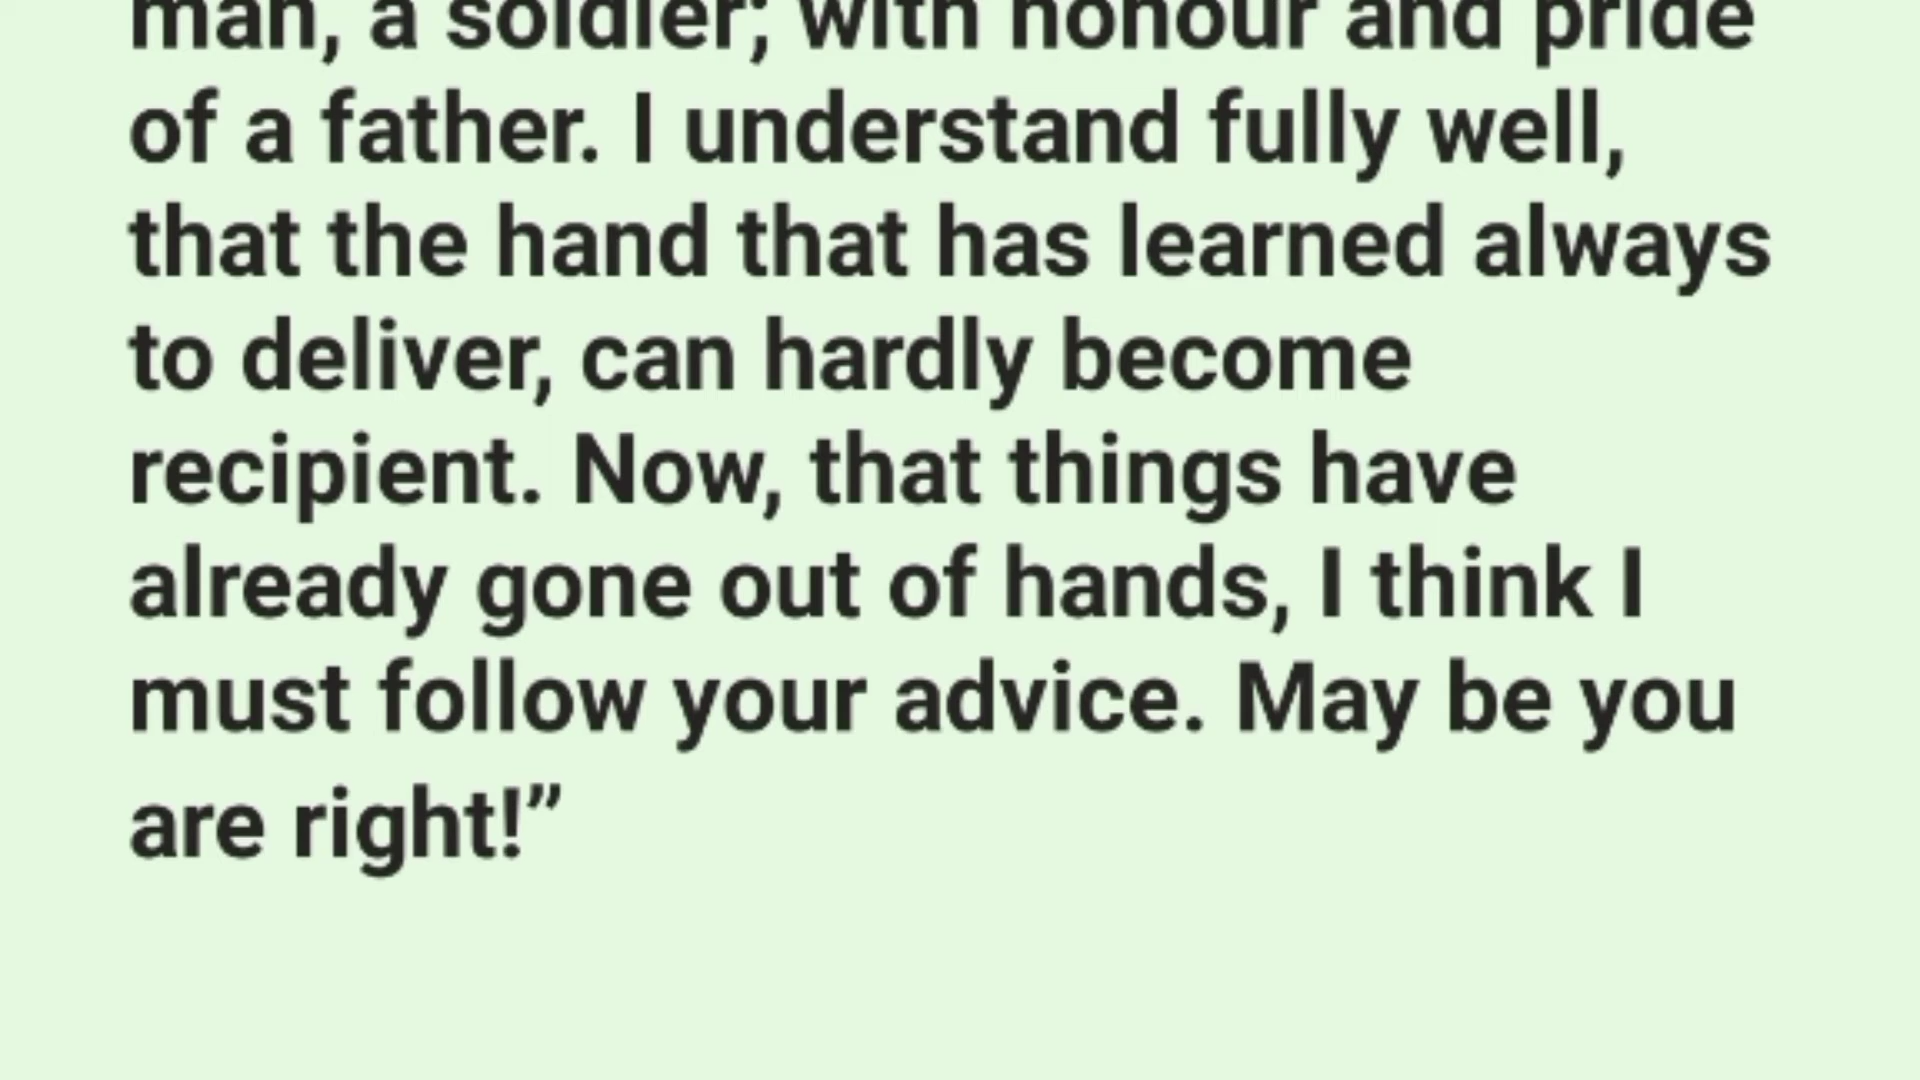 man, a soldier; with honour and pride
of a father. I understand fully well,
that the hand that has learned always
to deliver, can hardly become
recipient. Now, that things have
already gone out of hands, I think I
must follow your advice. May be you
are right!”